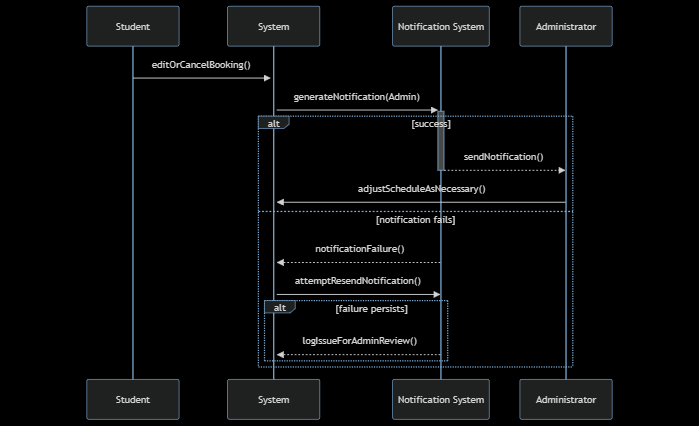 Student
System
Notification System
Administrator
editOrCancelBooking()
generateNotification(Admin)
alt
[success]
sendNotification()
adjustScheduleAsNecessary()
[notification fails]
notificationFailure()
attemptResendNotification()
alt
[failure persists]
logIssueForAdminReview()
Student
System
Notification System
Administrator